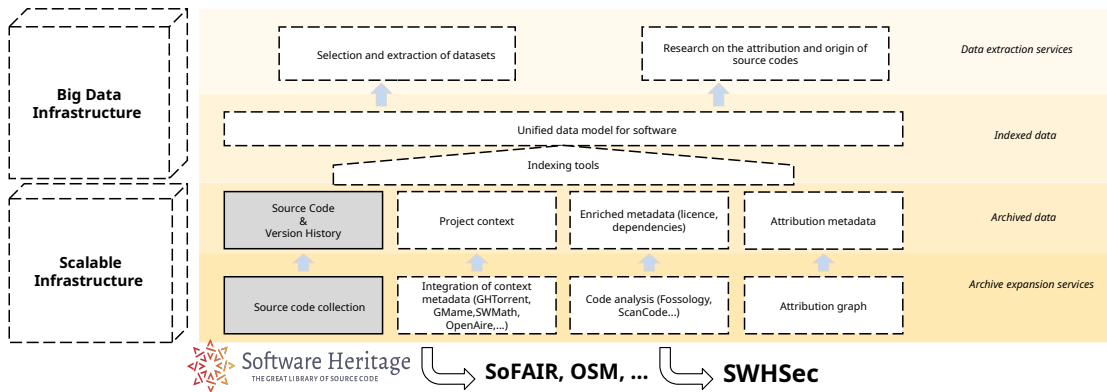 Big Data
Infrastructure
Selection and extraction of datasets
Research on the attribution and origin of
source codes
Data extraction services
Unified data model for software
Indexed data
Indexing tools
Scalable
Infrastructure
Source Code
&
Version History
Project context
Enriched metadata (licence,
dependencies)
Attribution metadata
Archived data
Source code collection
Integration of context
metadata (GHTorrent,
GMame,SWMath,
OpenAire,...)
Code analysis (Fossology,
ScanCode...)
Attribution graph
Archive expansion services
Software Heritage
THE GREAT LIBRARY OF SOURCE CODE
SoFAIR, OSM, ...
SWHSec